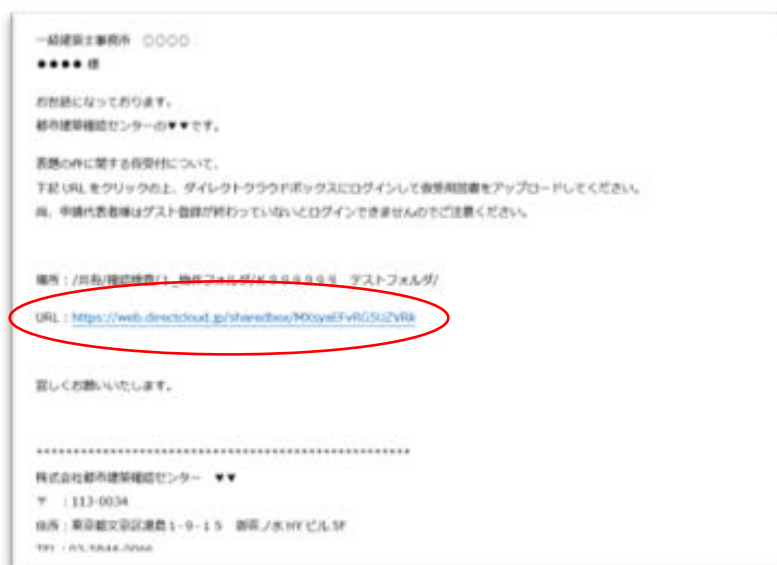 一級建築士事務所　○○○○
●●●● 様
お世話になっております。
都市建築確認センターの▼▼です。
表題の件に関する仮受付について、
下記 URL をクリックの上、ダイレクトクラウドボックスにログインして仮受用図書をアップロードしてください。
尚、申請代表者様はゲスト登録が終わっていないとログインできませんのでご注意ください。
場所：/共有/確認検査/1_物件フォルダ/K999999　テストフォルダ/
URL：https://web.directcloud.jp/sharedbox/
宜しくお願いいたします。
**************************************************
株式会社都市建築確認センター　▼▼
〒　：113-0034
住所：東京都文京区湯島１-９-１５　御茶ノ水 HY ビル 5F
TEL：03-5844-